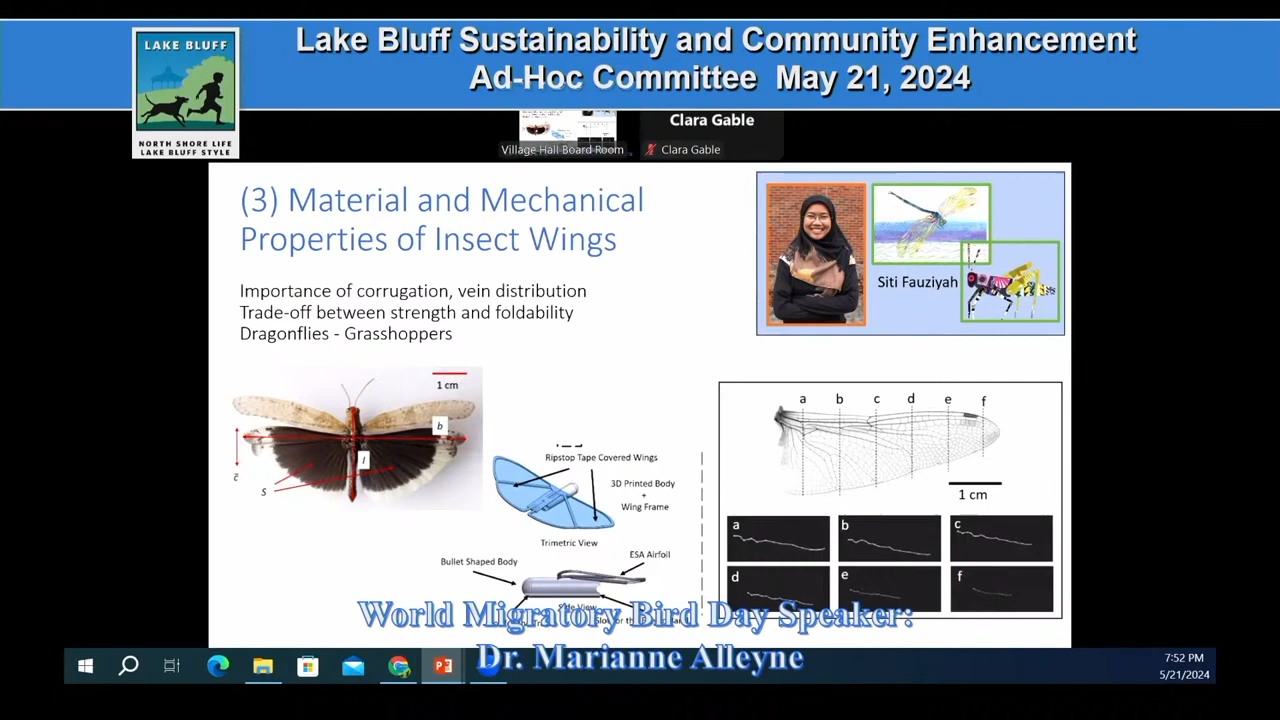 Lake Bluff Sustainability and Community Enhancement
Ad-Hoc Committee May 21, 2024
LAKE BLUFF
NORTH SHORE LIFE
LAKE BLUFF STYLE
Clara Gable
Village Hall Board Room
Clara Gable
(3) Material and Mechanical
Properties of Insect Wings
Siti Fauziyah
Importance of corrugation, vein distribution
Trade-off between strength and foldability
Dragonflies - Grasshoppers
1 cm
b
l
c̄
S
Ripstop Tape Covered Wings
3D Printed Body
+
Wing Frame
Trimetric View
Bullet Shaped Body
ESA Airfoil
Side View
a b c d e f
1 cm
a b c
d e f
World Migratory Bird Day Speaker:
Dr. Marianne Alleyne
7:52 PM
5/21/2024